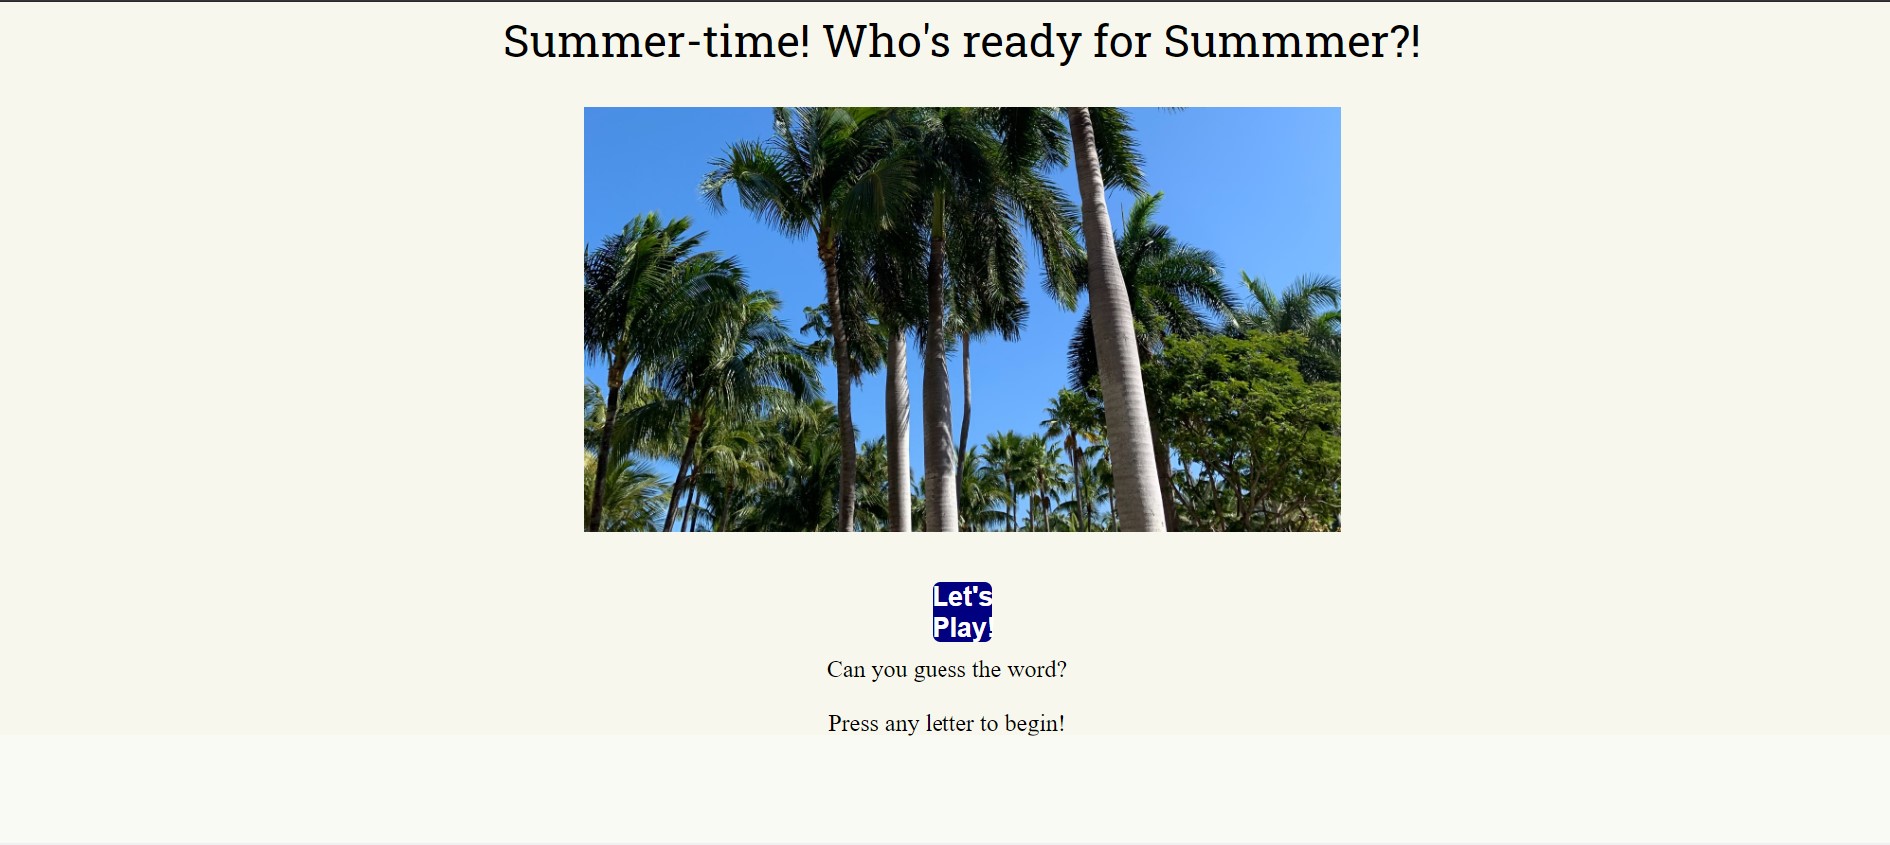 Summer-time! Who's ready for Summmer?!
Let's
Play!
Can you guess the word?
Press any letter to begin!